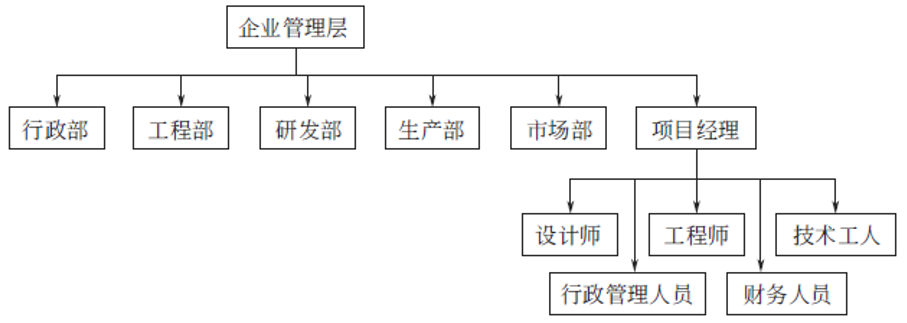 企业管理层
行政部
工程部
研发部
生产部
市场部
项目经理
设计师
工程师
技术工人
行政管理人员
财务人员